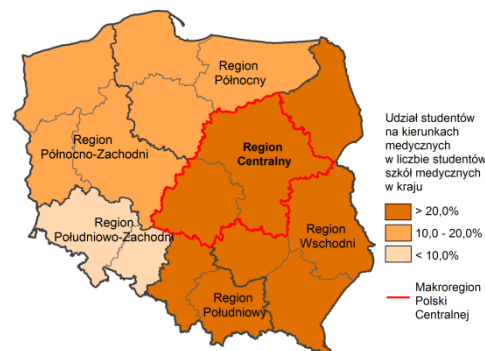 Region
Północny
Region
Północno-Zachodni
Region
Centralny
Region
Południowo-Zachodni
Region
Wschodni
Region
Południowy
Udział studentów
na kierunkach
medycznych
w liczbie studentów
szkół medycznych
w kraju
> 20,0%
10,0 - 20,0%
< 10,0%
Makroregion
Polski
Centralnej